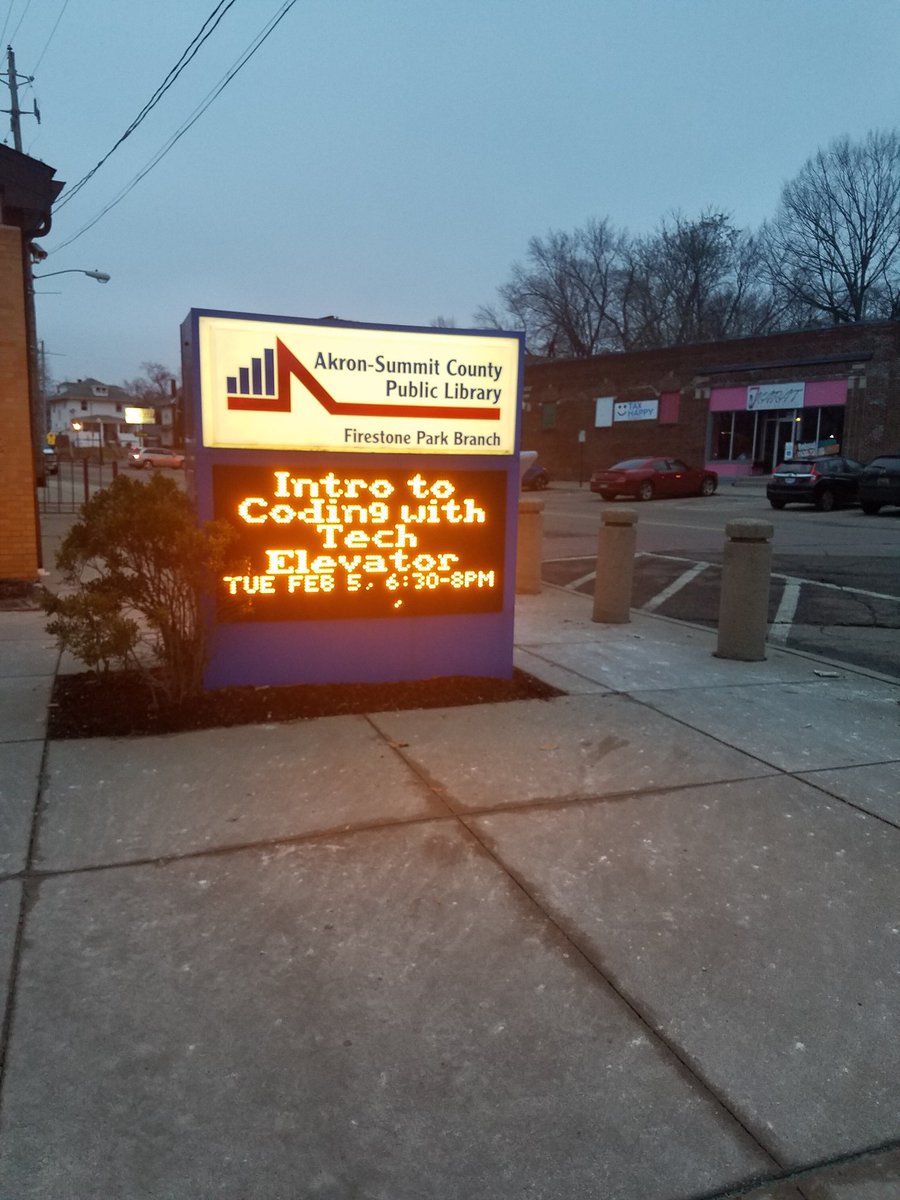 Akron-Summit County
Public Library
Firestone Park Branch
Intro to
Coding with
Tech
Elevator
TUE FEB 5, 6:30-8PM
TAX
HAPPY